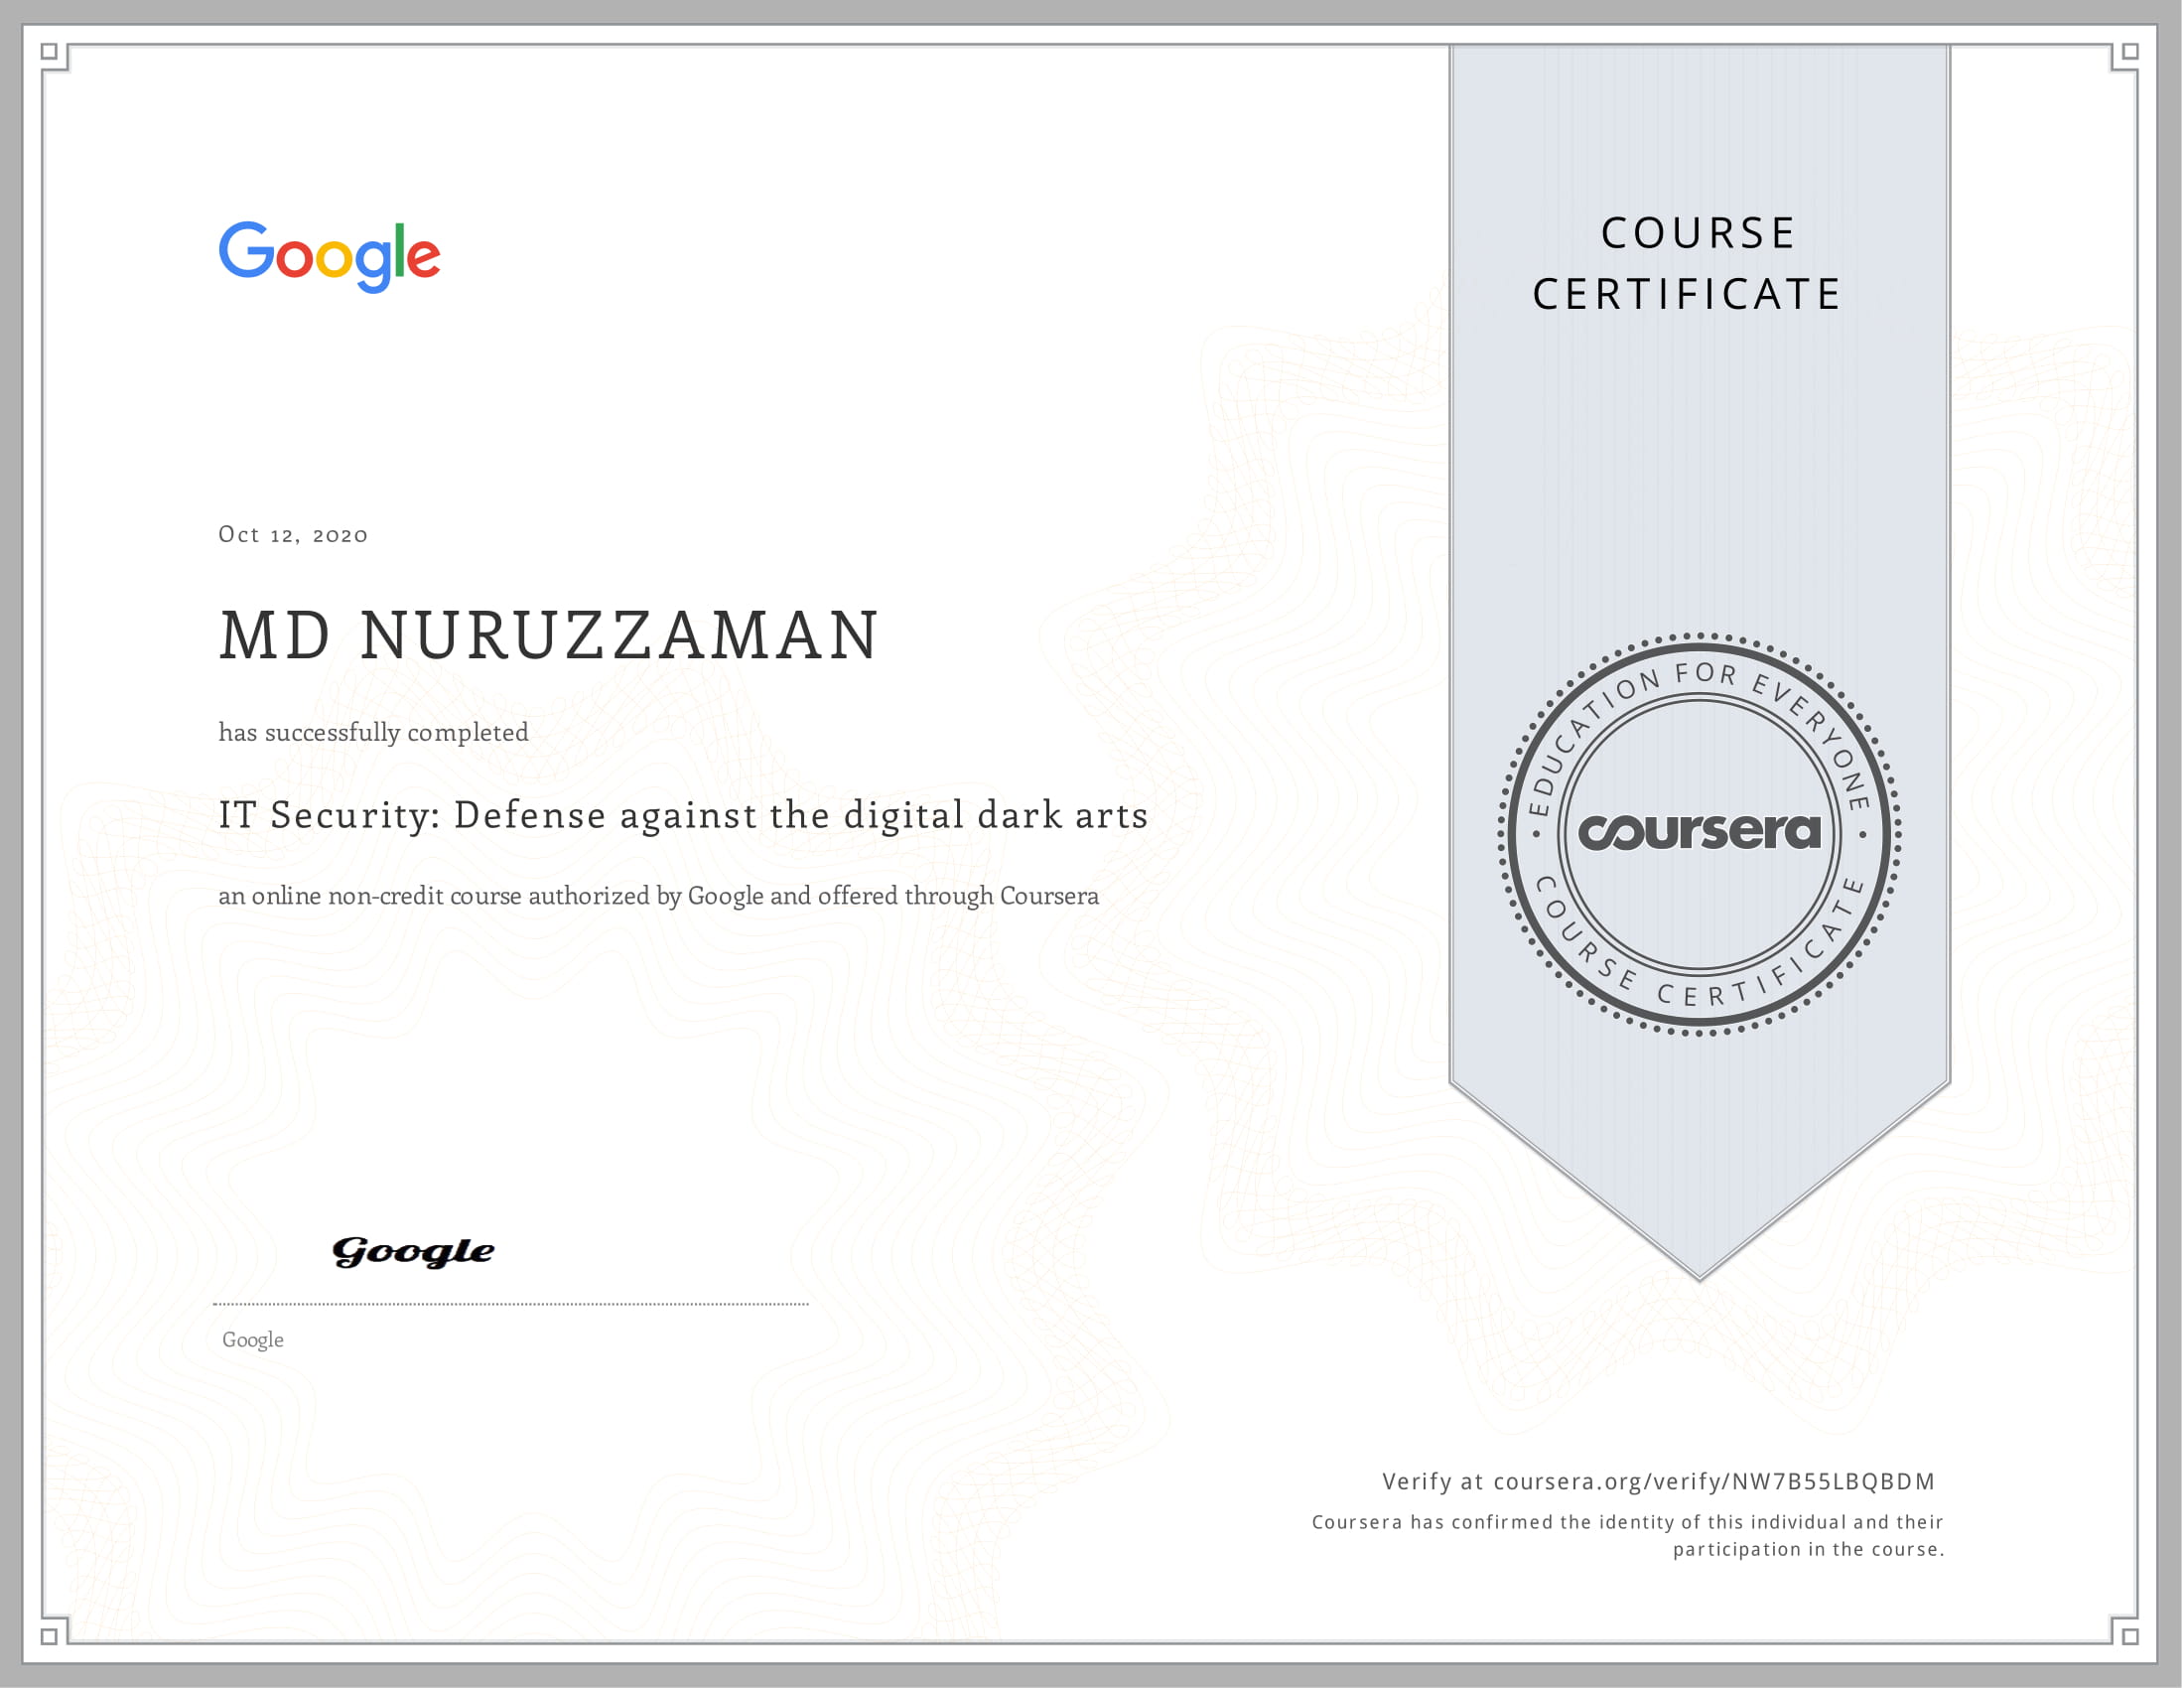 Google
COURSE
CERTIFICATE
Oct 12, 2020
MD NURUZZAMAN
has successfully completed
IT Security: Defense against the digital dark arts
an online non-credit course authorized by Google and offered through Coursera
EDUCATION FOR EVERYONE
coursera
COURSE CERTIFICATE
Google
Google
Verify at coursera.org/verify/NW7B55LBQBDM
Coursera has confirmed the identity of this individual and their
participation in the course.